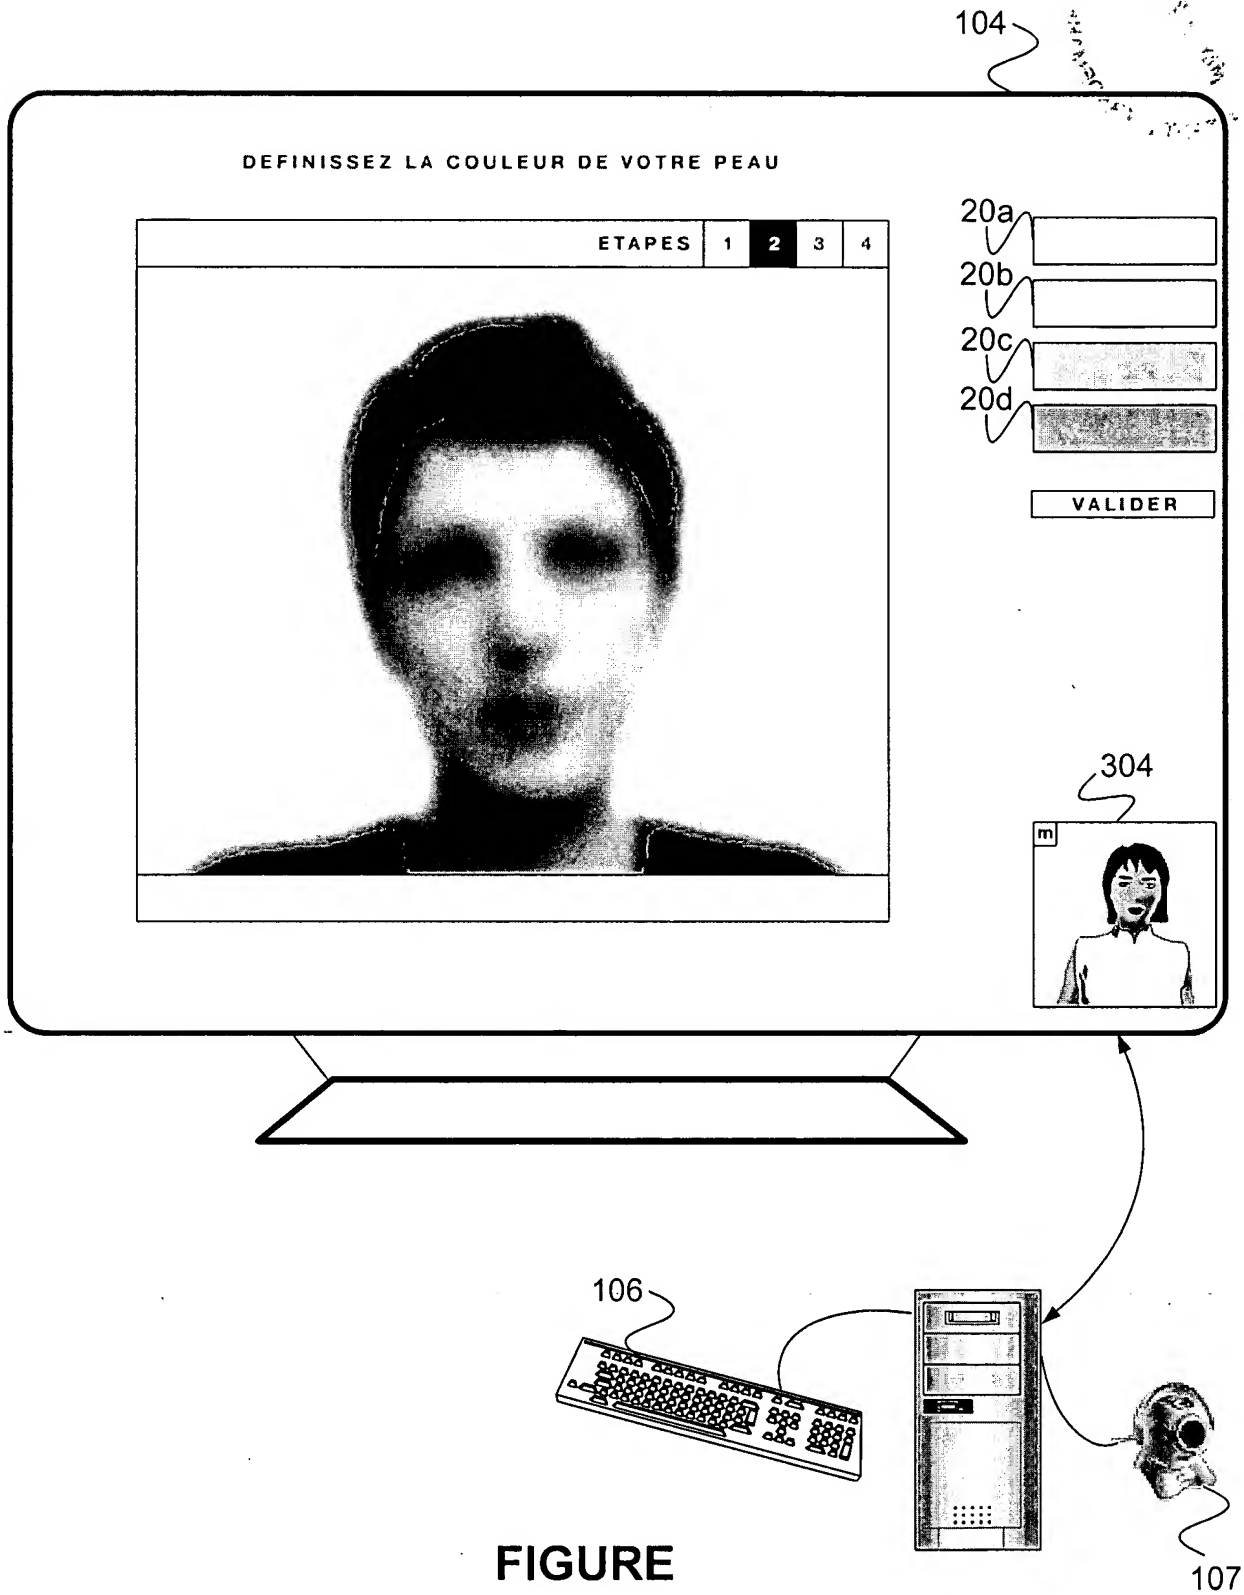 104
DEFINISSEZ LA COULEUR DE VOTRE PEAU
ETAPES 1 2 3 4
20a
20b
20c
20d
VALIDER
304
m
106
107
FIGURE